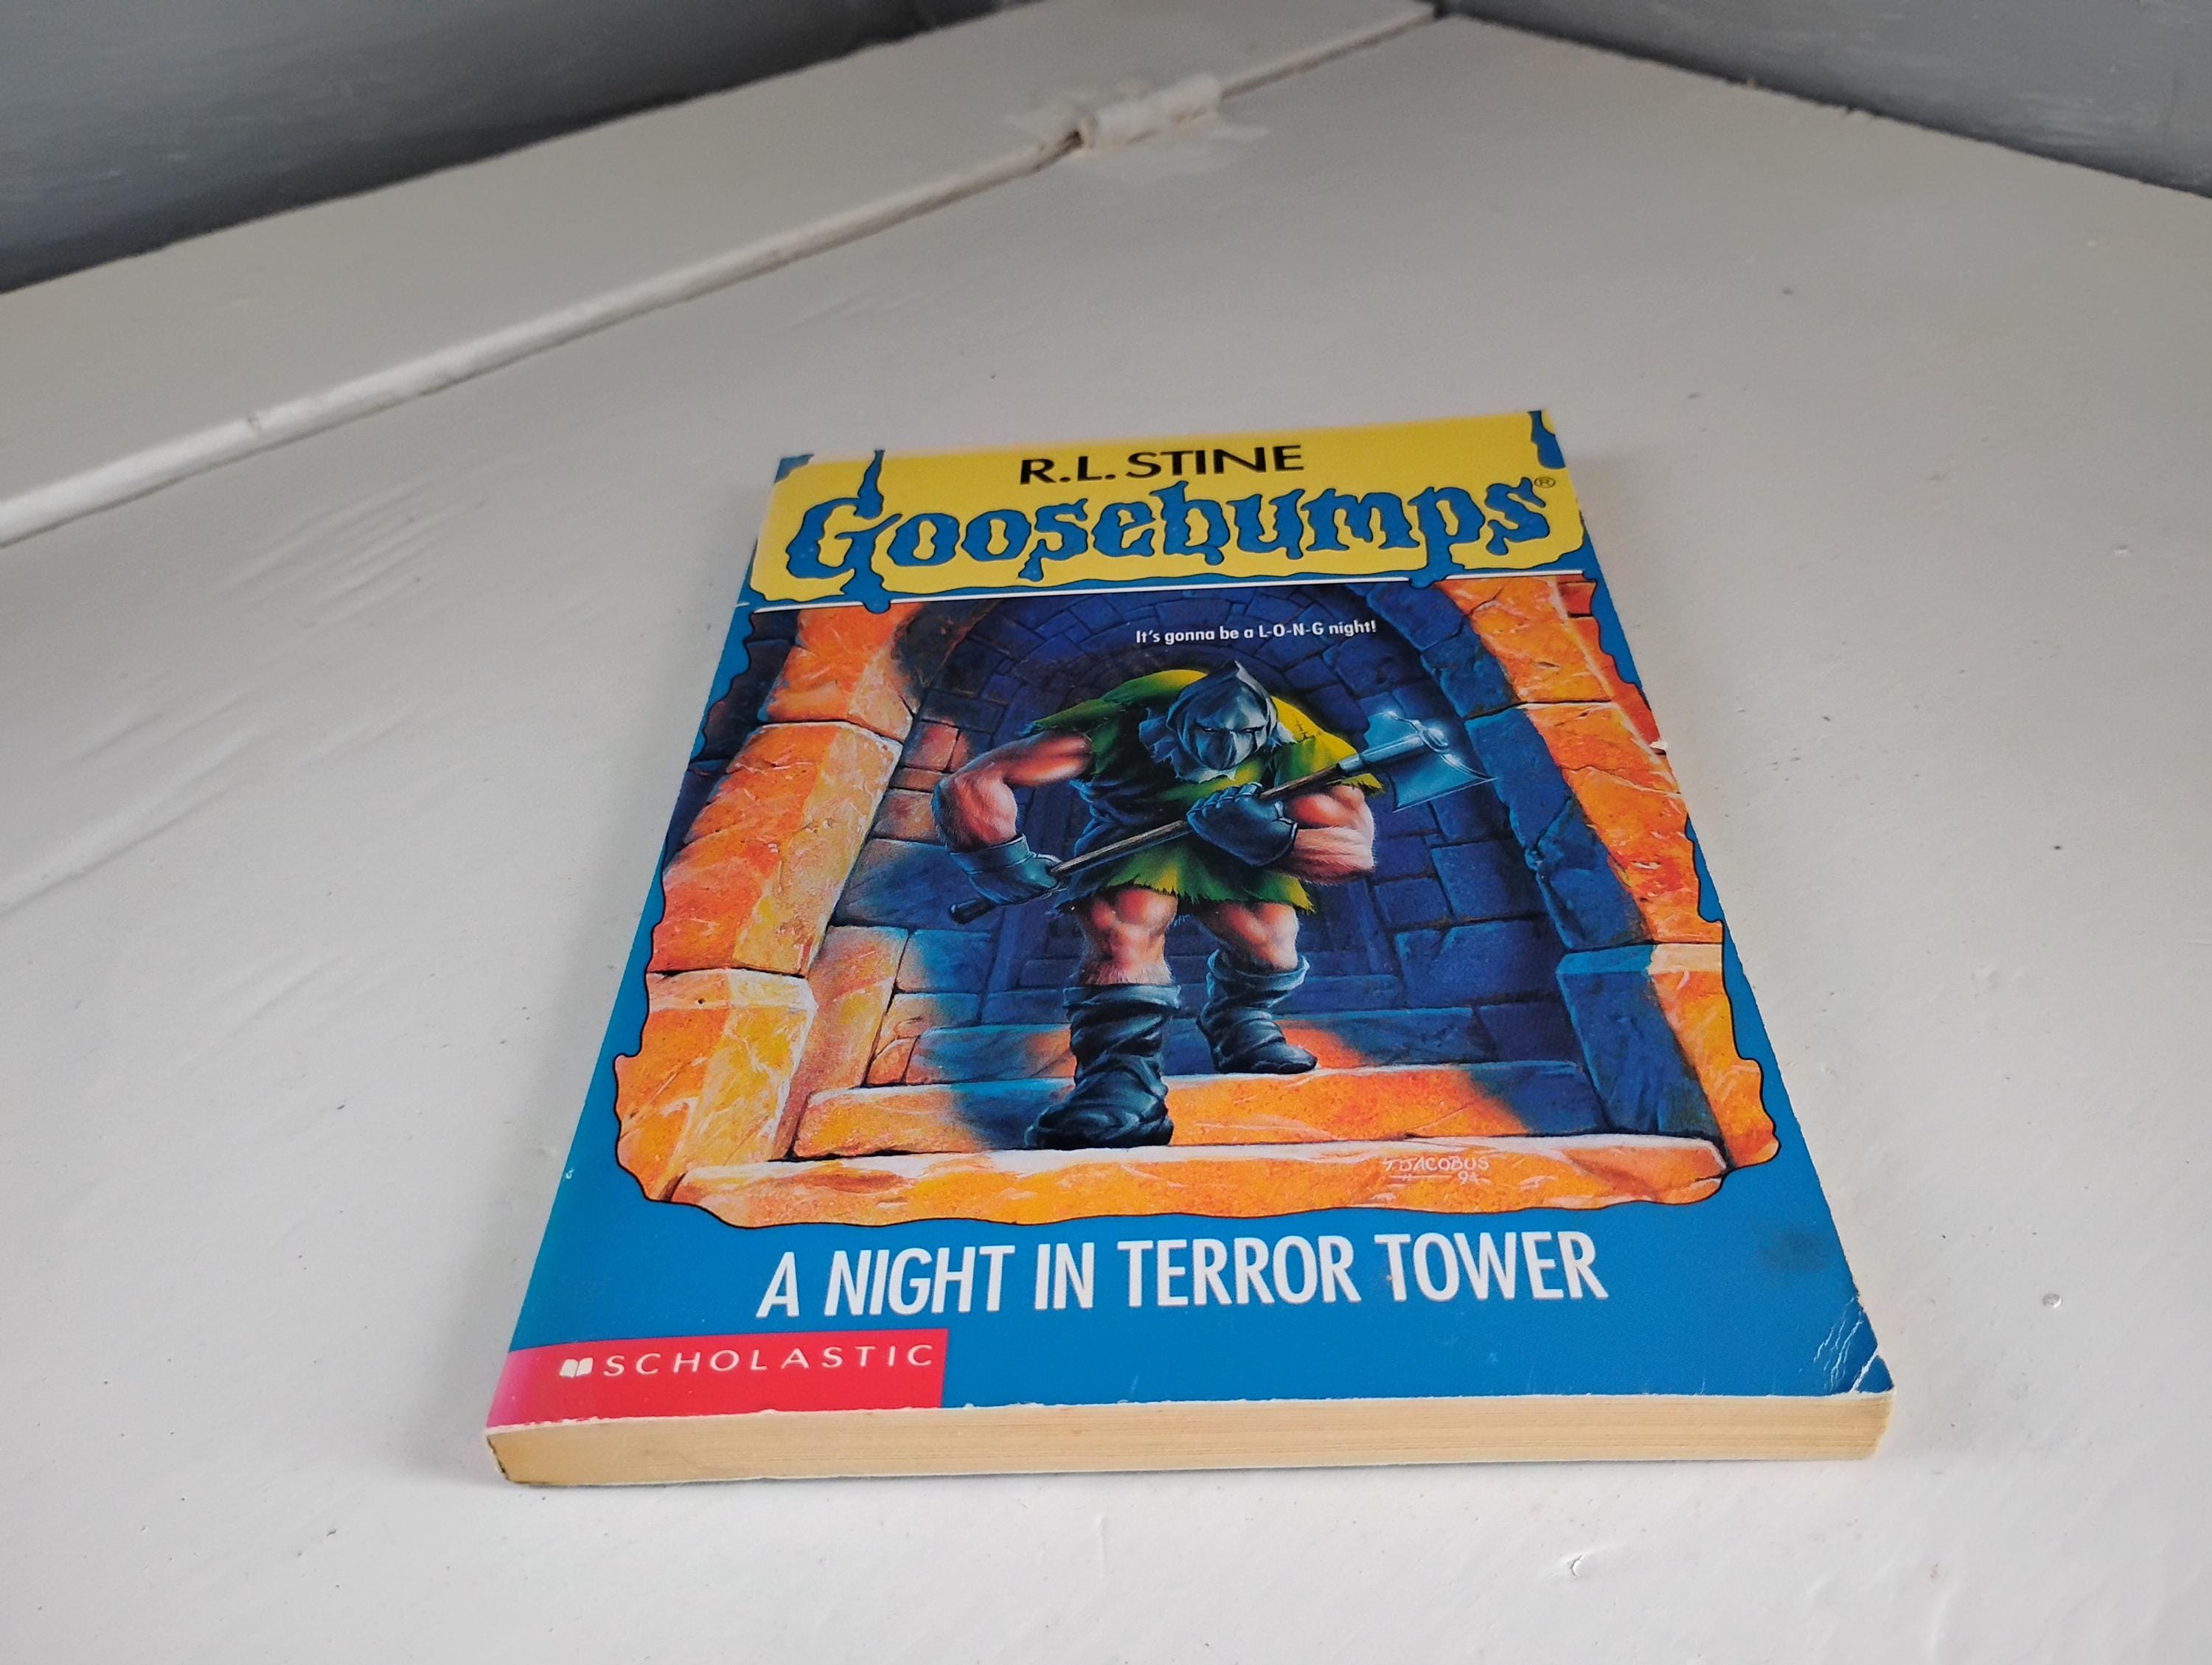 R.L. STINE
Goosebumps®
It's gonna be a L-O-N-G night!
T JACOBUS
94
A NIGHT IN TERROR TOWER
SCHOLASTIC